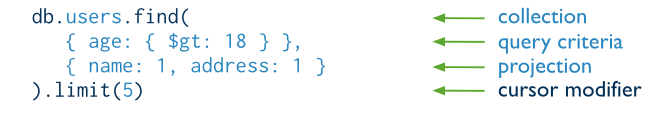 db.users.find( collection
{ age: { $gt: 18 } }, query criteria
{ name: 1, address: 1 } projection
).limit(5) cursor modifier